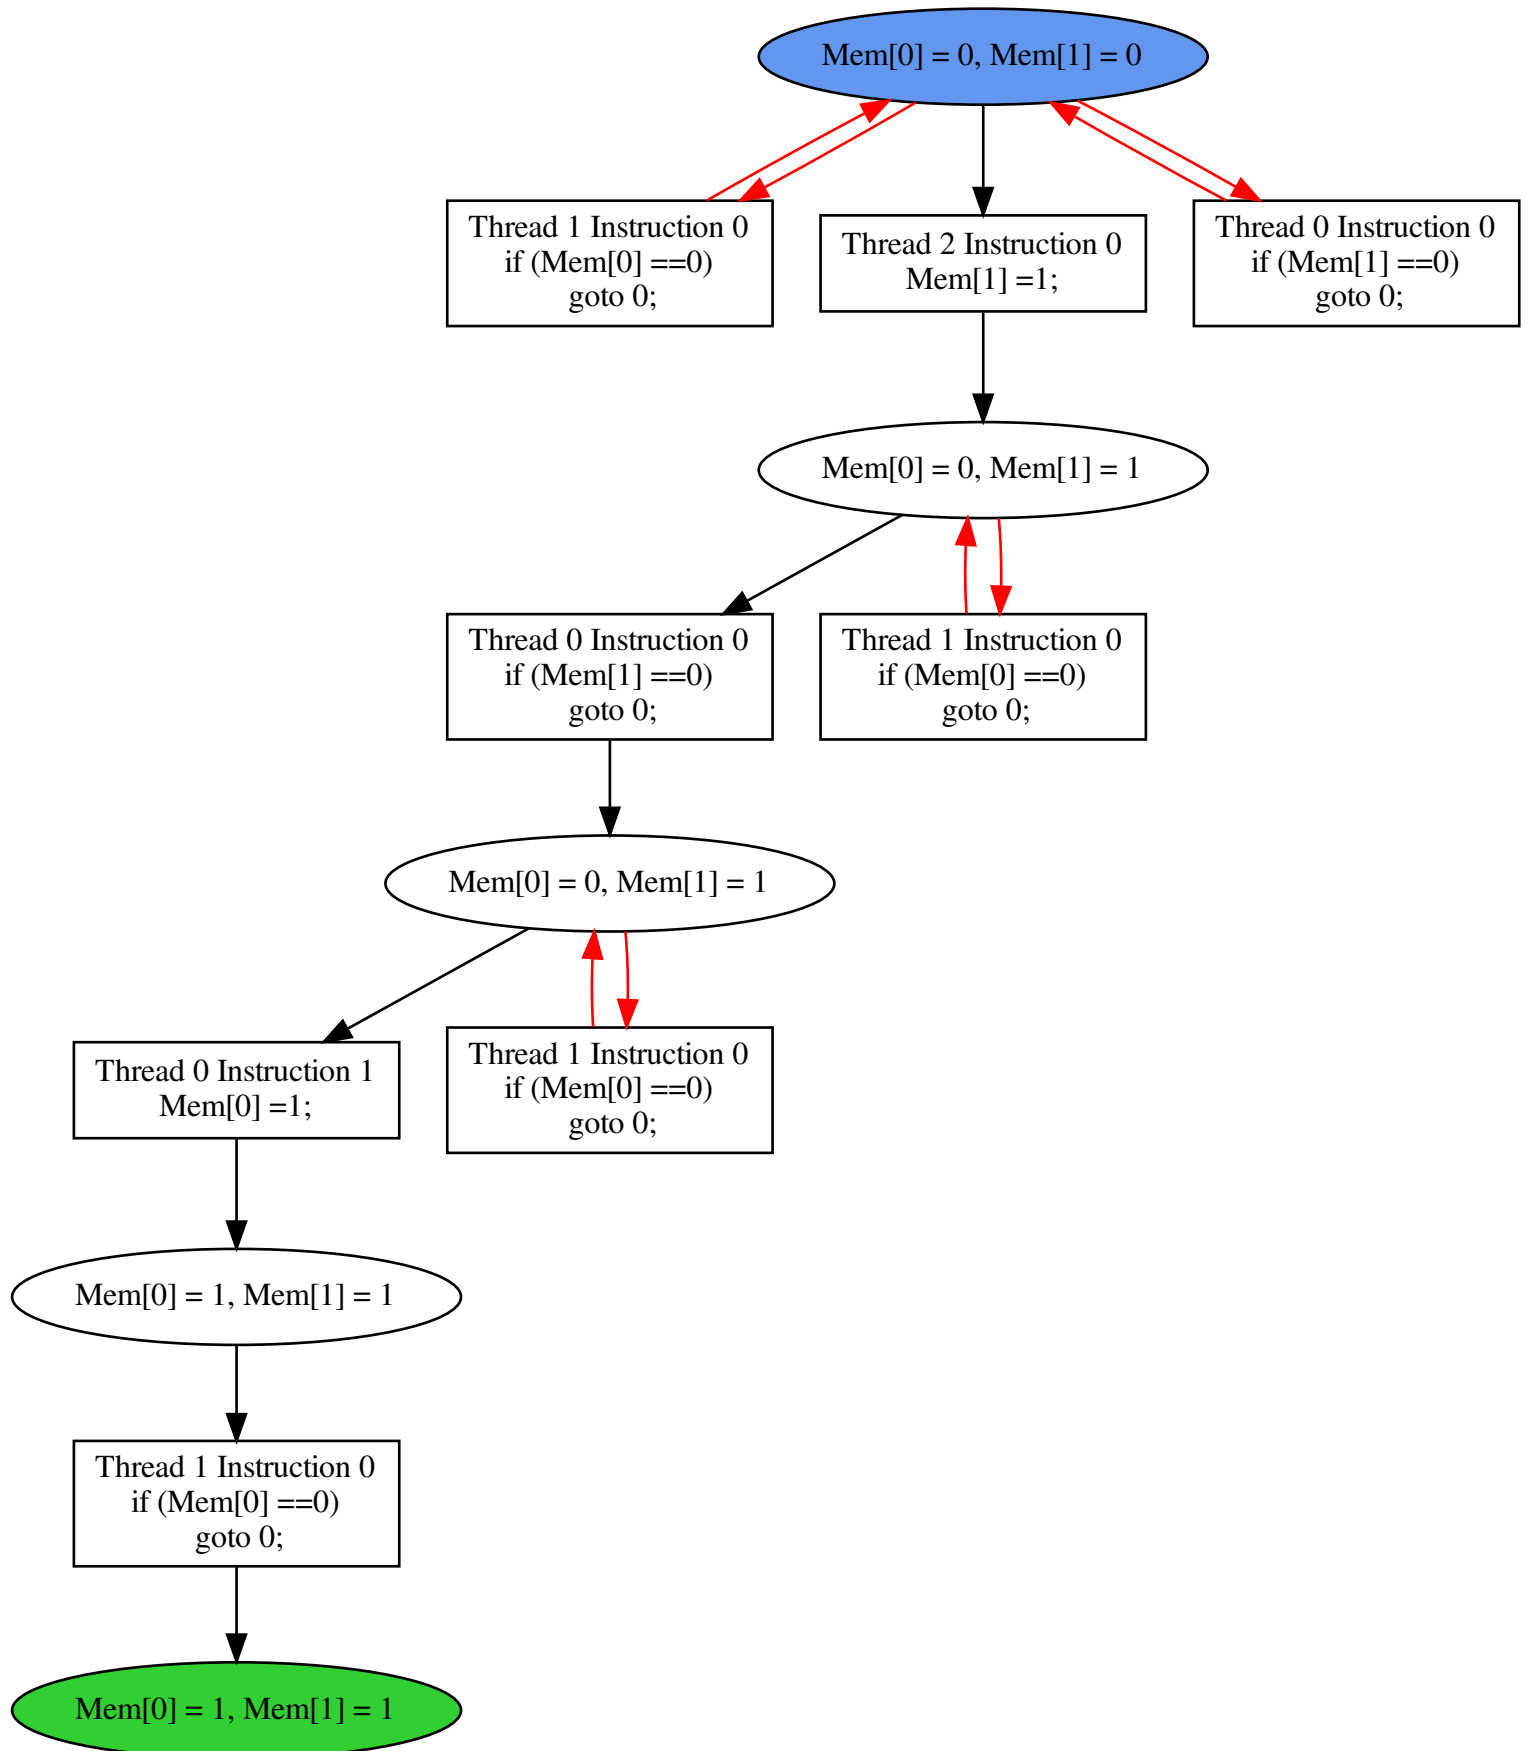 Mem[0] = 0, Mem[1] = 0
Thread 1 Instruction 0
if (Mem[0] ==0)
goto 0;
Thread 2 Instruction 0
Mem[1] =1;
Thread 0 Instruction 0
if (Mem[1] ==0)
goto 0;
Mem[0] = 0, Mem[1] = 1
Thread 0 Instruction 0
if (Mem[1] ==0)
goto 0;
Thread 1 Instruction 0
if (Mem[0] ==0)
goto 0;
Mem[0] = 0, Mem[1] = 1
Thread 0 Instruction 1
Mem[0] =1;
Thread 1 Instruction 0
if (Mem[0] ==0)
goto 0;
Mem[0] = 1, Mem[1] = 1
Thread 1 Instruction 0
if (Mem[0] ==0)
goto 0;
Mem[0] = 1, Mem[1] = 1